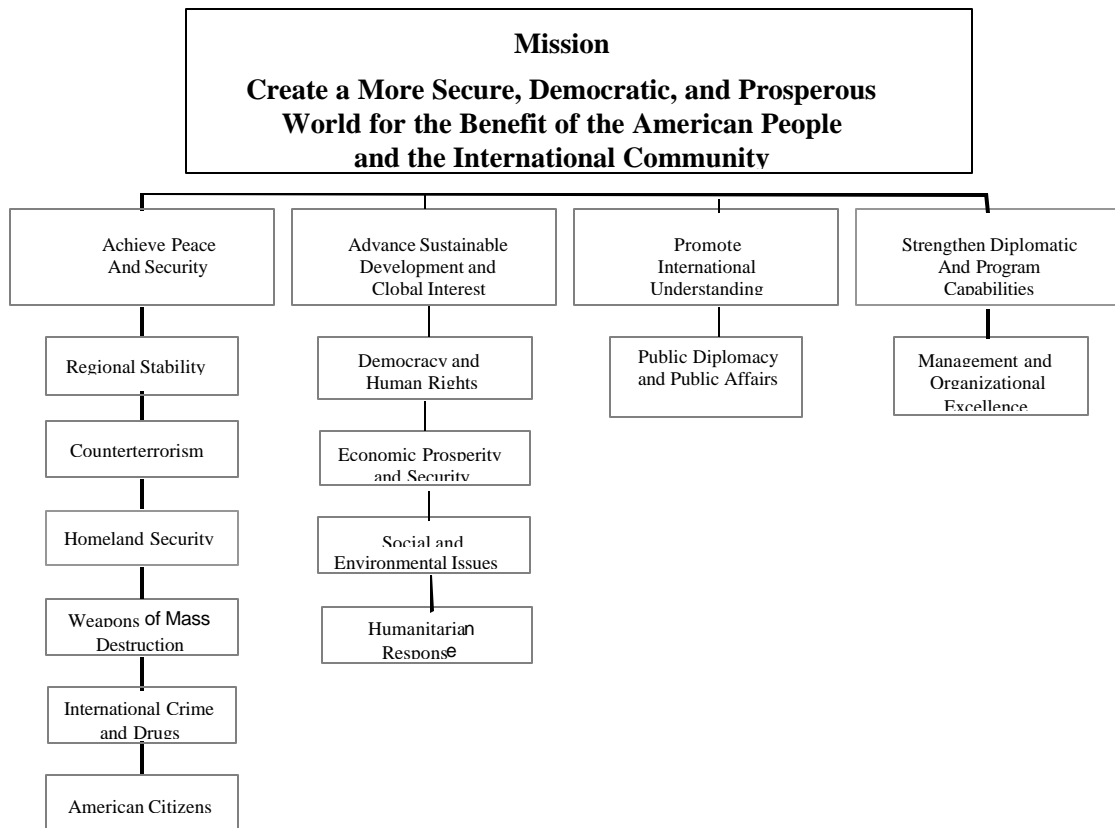 Mission
Create a More Secure, Democratic, and Prosperous
World for the Benefit of the American People
and the International Community
Achieve Peace
And Security
Advance Sustainable
Development and
Clobal Interest
Promote
International
Understanding
Strengthen Diplomatic
And Program
Capabilities
Regional Stability
Counterterrorism
Homeland Security
Weapons of Mass
Destruction
International Crime
and Drugs
American Citizens
Democracy and
Human Rights
Economic Prosperity
and Security
Social and
Environmental Issues
Humanitarian
Response
Public Diplomacy
and Public Affairs
Management and
Organizational
Excellence